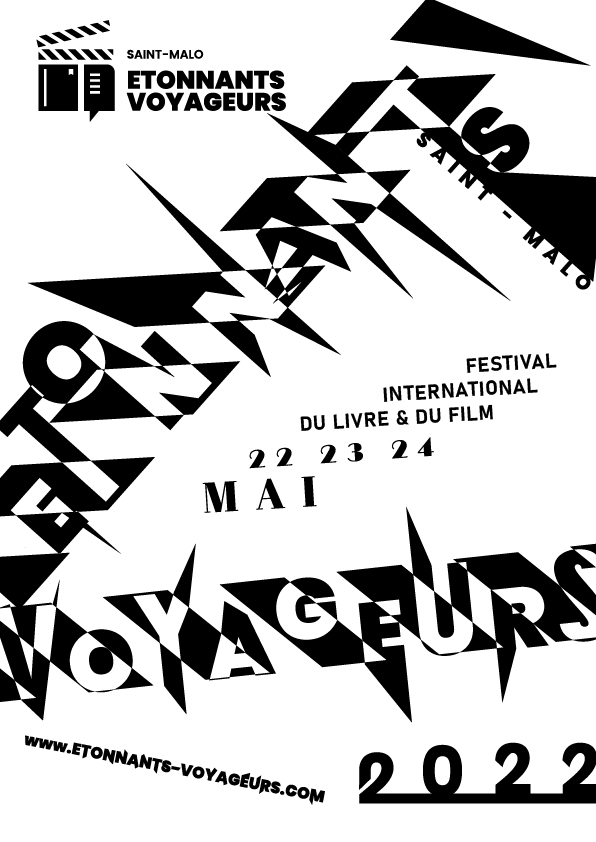 SAINT-MALO
ETONNANTS
VOYAGEURS
ETONNANTS
SAINT - MALO
FESTIVAL
INTERNATIONAL
DU LIVRE & DU FILM
22 23 24
MAI
VOYAGEURS
WWW.ETONNANTS-VOYAGEURS.COM
2022